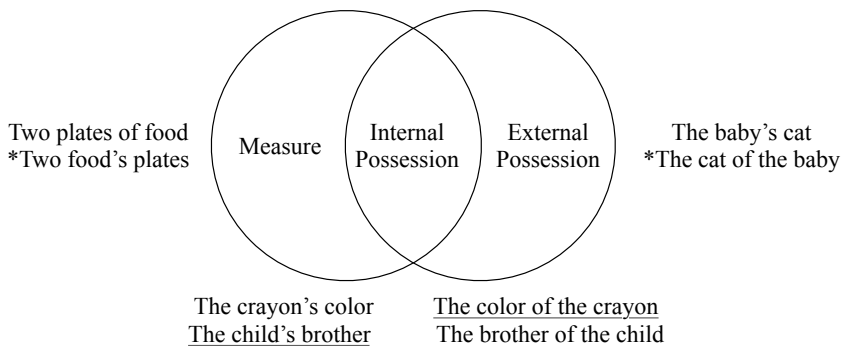 Two plates of food
*Two food’s plates
Measure
Internal
Possession
External
Possession
The baby’s cat
*The cat of the baby
The crayon’s color
The child’s brother
The color of the crayon
The brother of the child